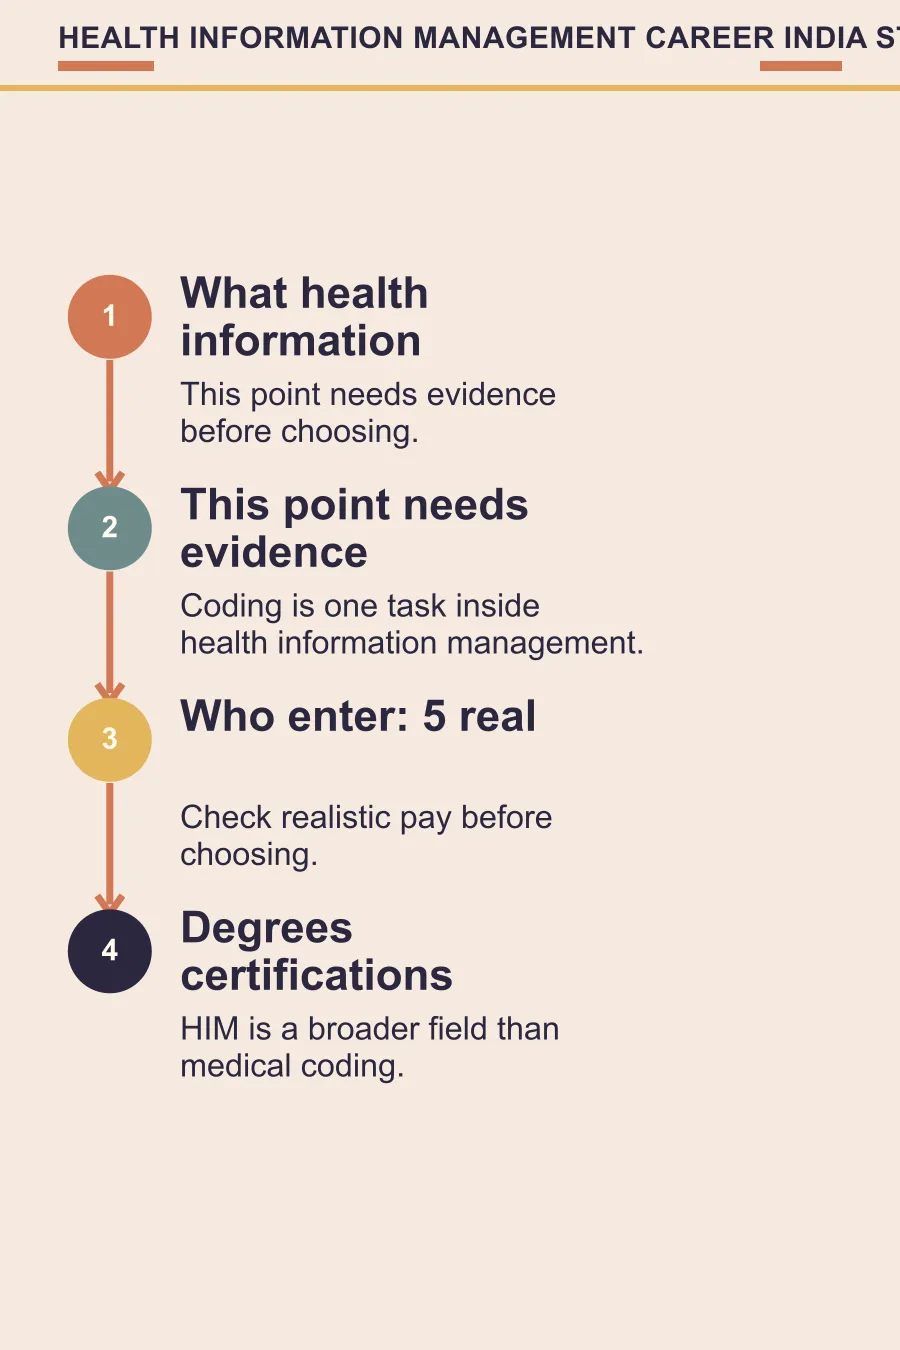 HEALTH INFORMATION MANAGEMENT CAREER INDIA ST
1
What health
information
This point needs evidence
before choosing.
2
This point needs
evidence
Coding is one task inside
health information management.
3
Who enter: 5 real
Check realistic pay before
choosing.
4
Degrees
certifications
HIM is a broader field than
medical coding.